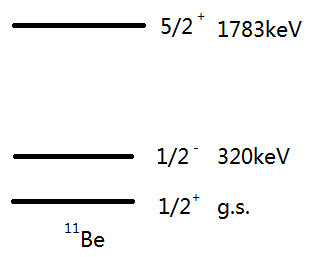 5/2⁺ 1783keV
1/2⁻ 320keV
1/2⁺ g.s.
¹¹Be